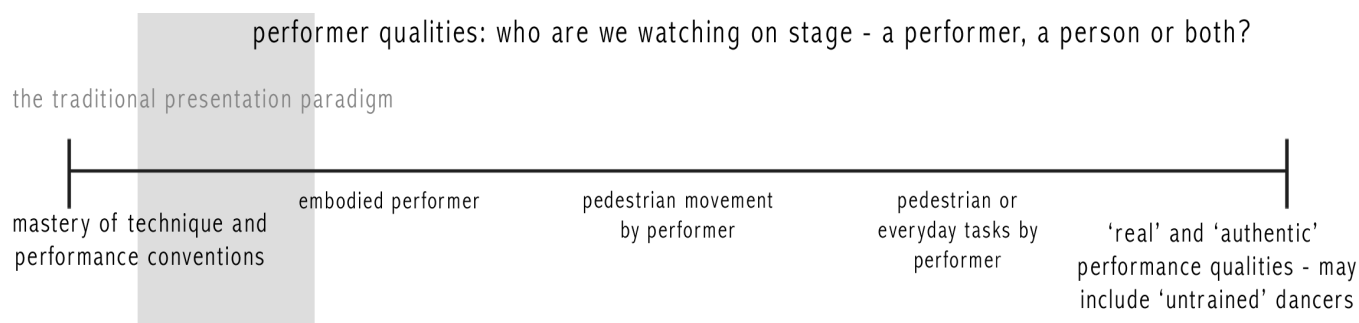 performer qualities: who are we watching on stage - a performer, a person or both?
the traditional presentation paradigm
mastery of technique and
performance conventions
embodied performer
pedestrian movement
by performer
pedestrian or
everyday tasks by
performer
‘real’ and ‘authentic’
performance qualities - may
include ‘untrained’ dancers